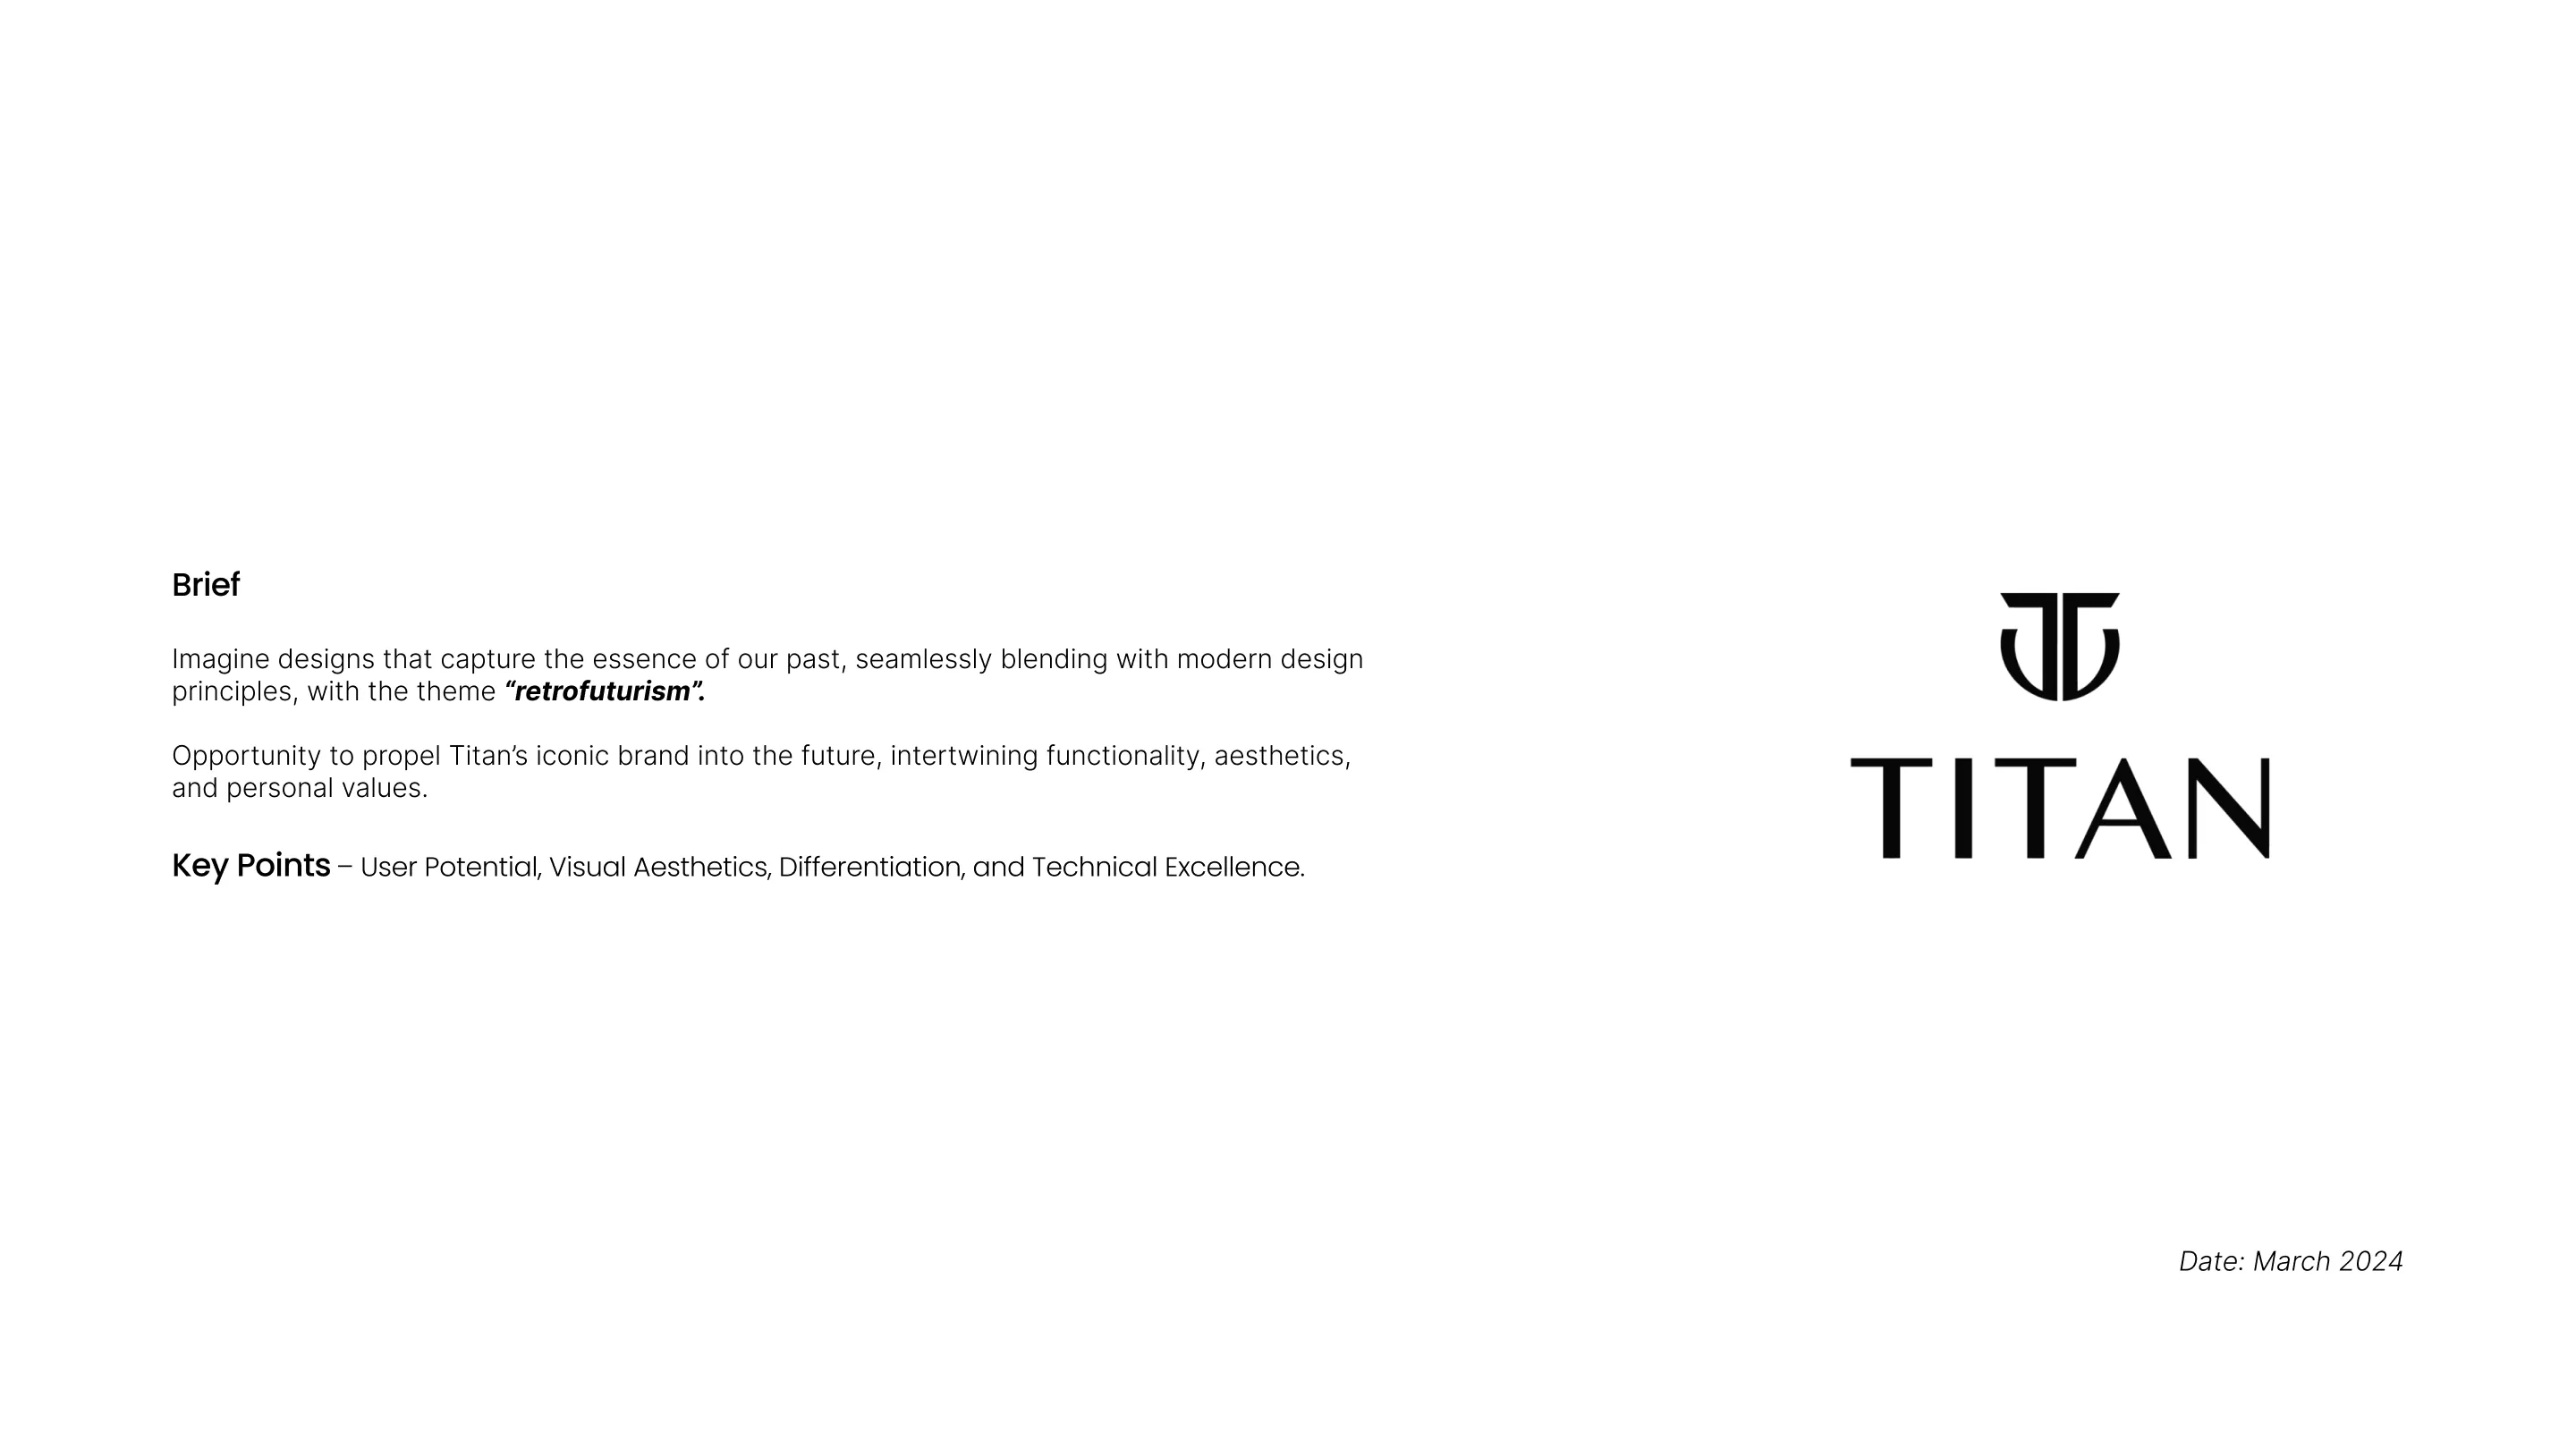 Brief
Imagine designs that capture the essence of our past, seamlessly blending with modern design
principles, with the theme “retrofuturism”.
Opportunity to propel Titan’s iconic brand into the future, intertwining functionality, aesthetics,
and personal values.
Key Points – User Potential, Visual Aesthetics, Differentiation, and Technical Excellence.
TITAN
Date: March 2024